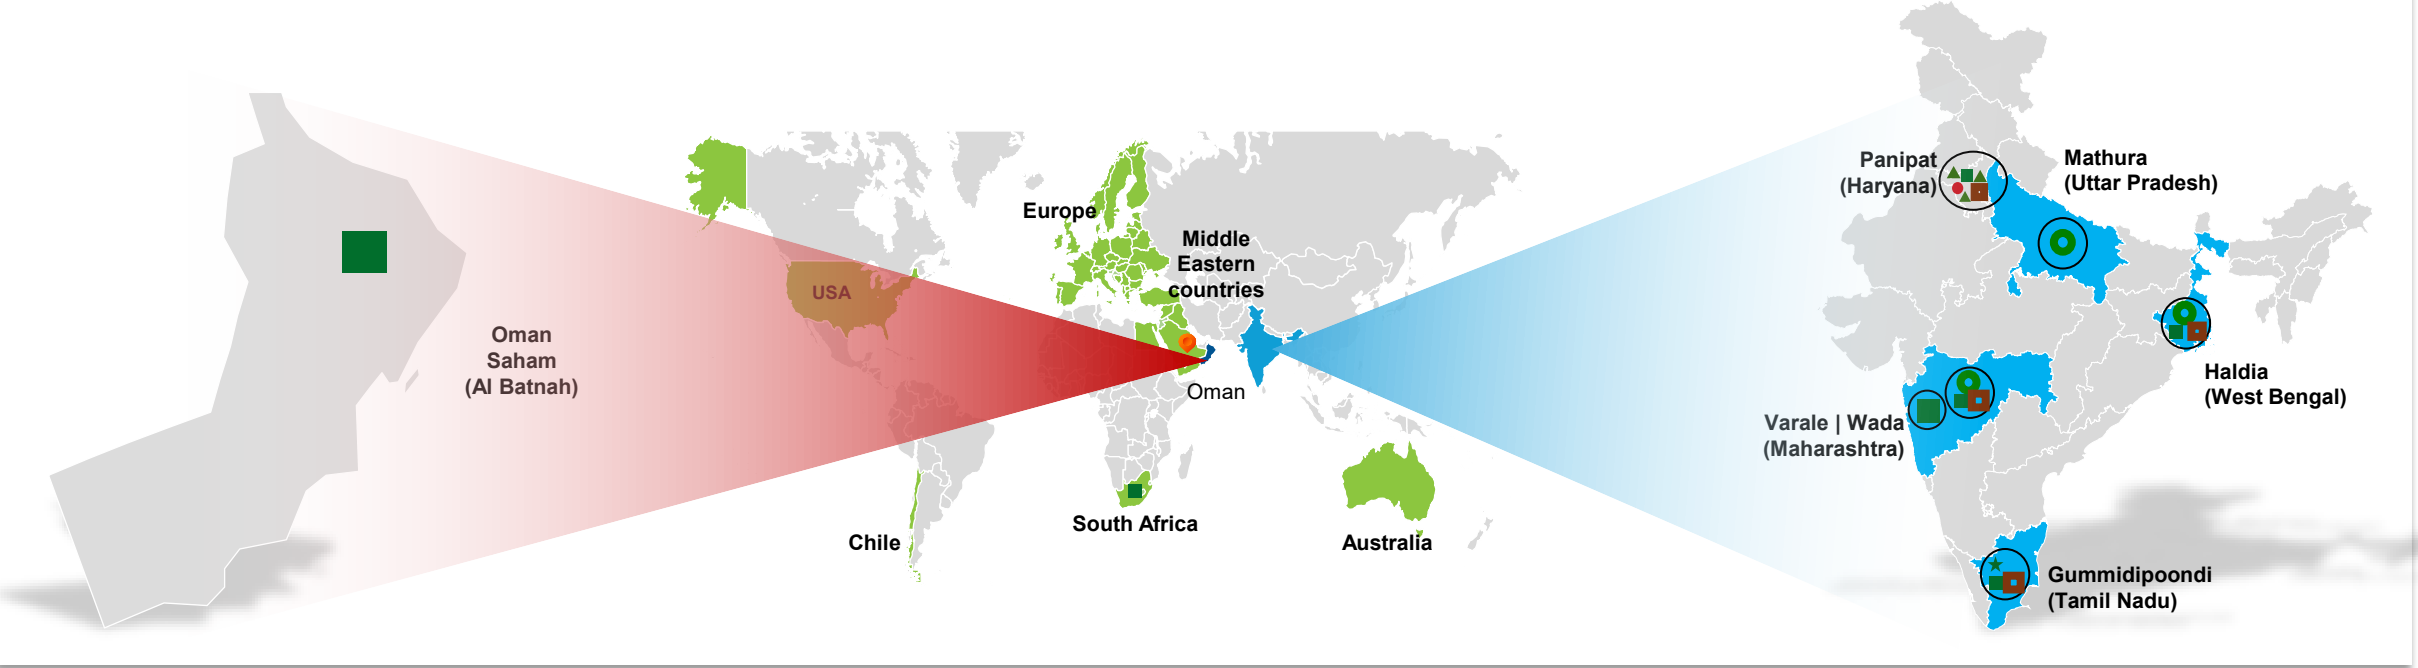 Oman
Saham
(Al Batnah)
USA
Europe
Middle
Eastern
countries
Oman
Chile
South Africa
Australia
Panipat
(Haryana)
Mathura
(Uttar Pradesh)
Haldia
(West Bengal)
Varale | Wada
(Maharashtra)
Gummidipoondi
(Tamil Nadu)